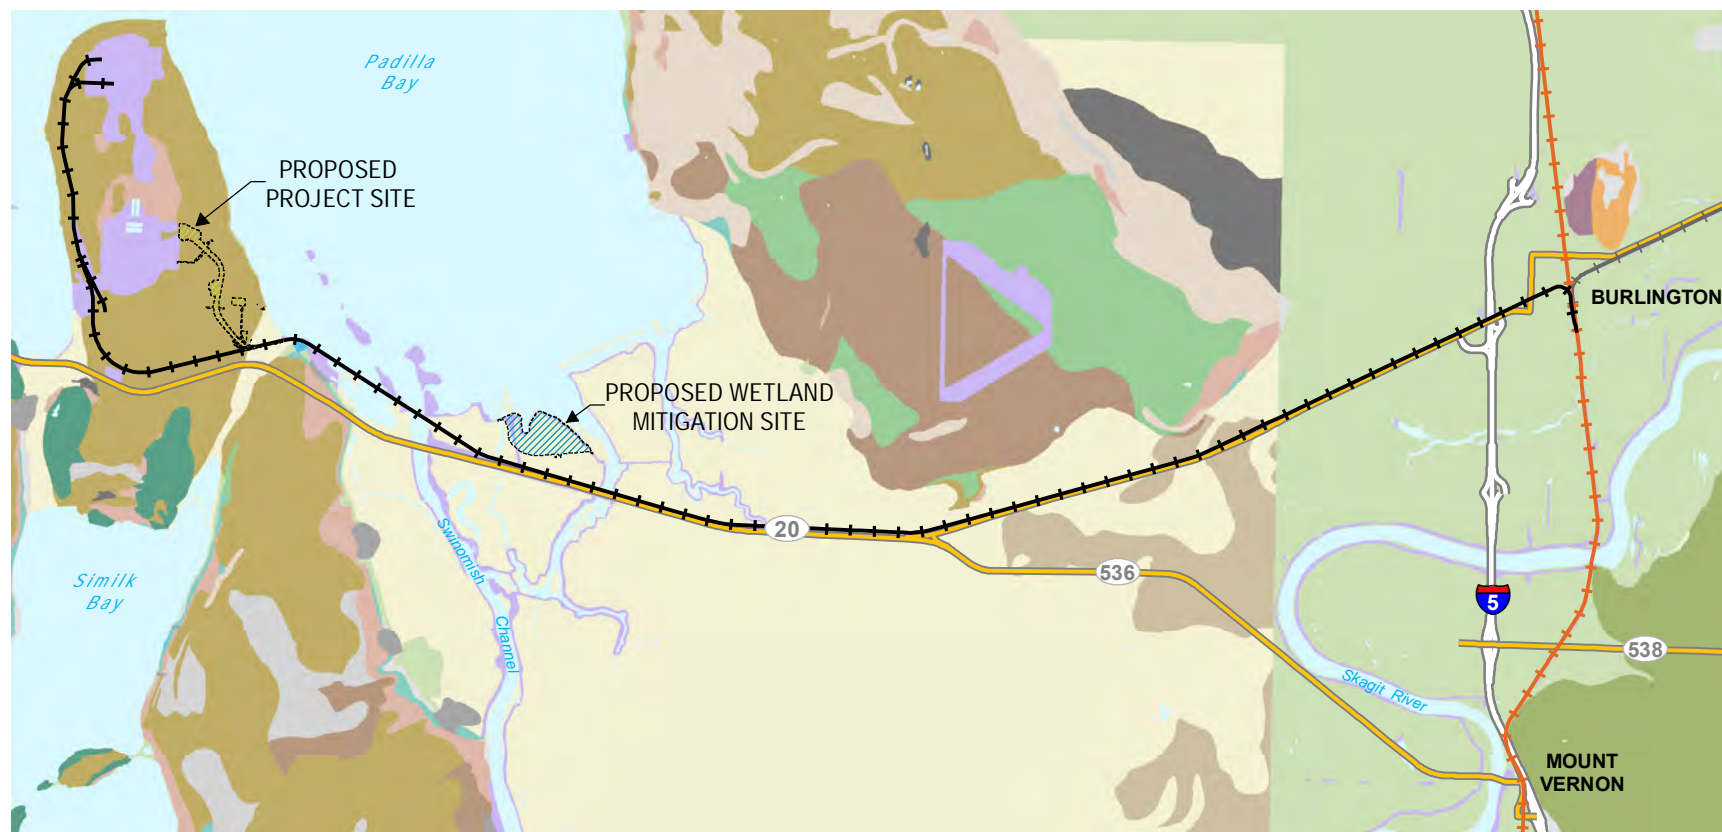 Padilla
Bay
PROPOSED
PROJECT SITE
BURLINGTON
PROPOSED WETLAND
MITIGATION SITE
20
Swinomish
Channel
536
Similk
Bay
5
538
Skagit River
MOUNT
VERNON